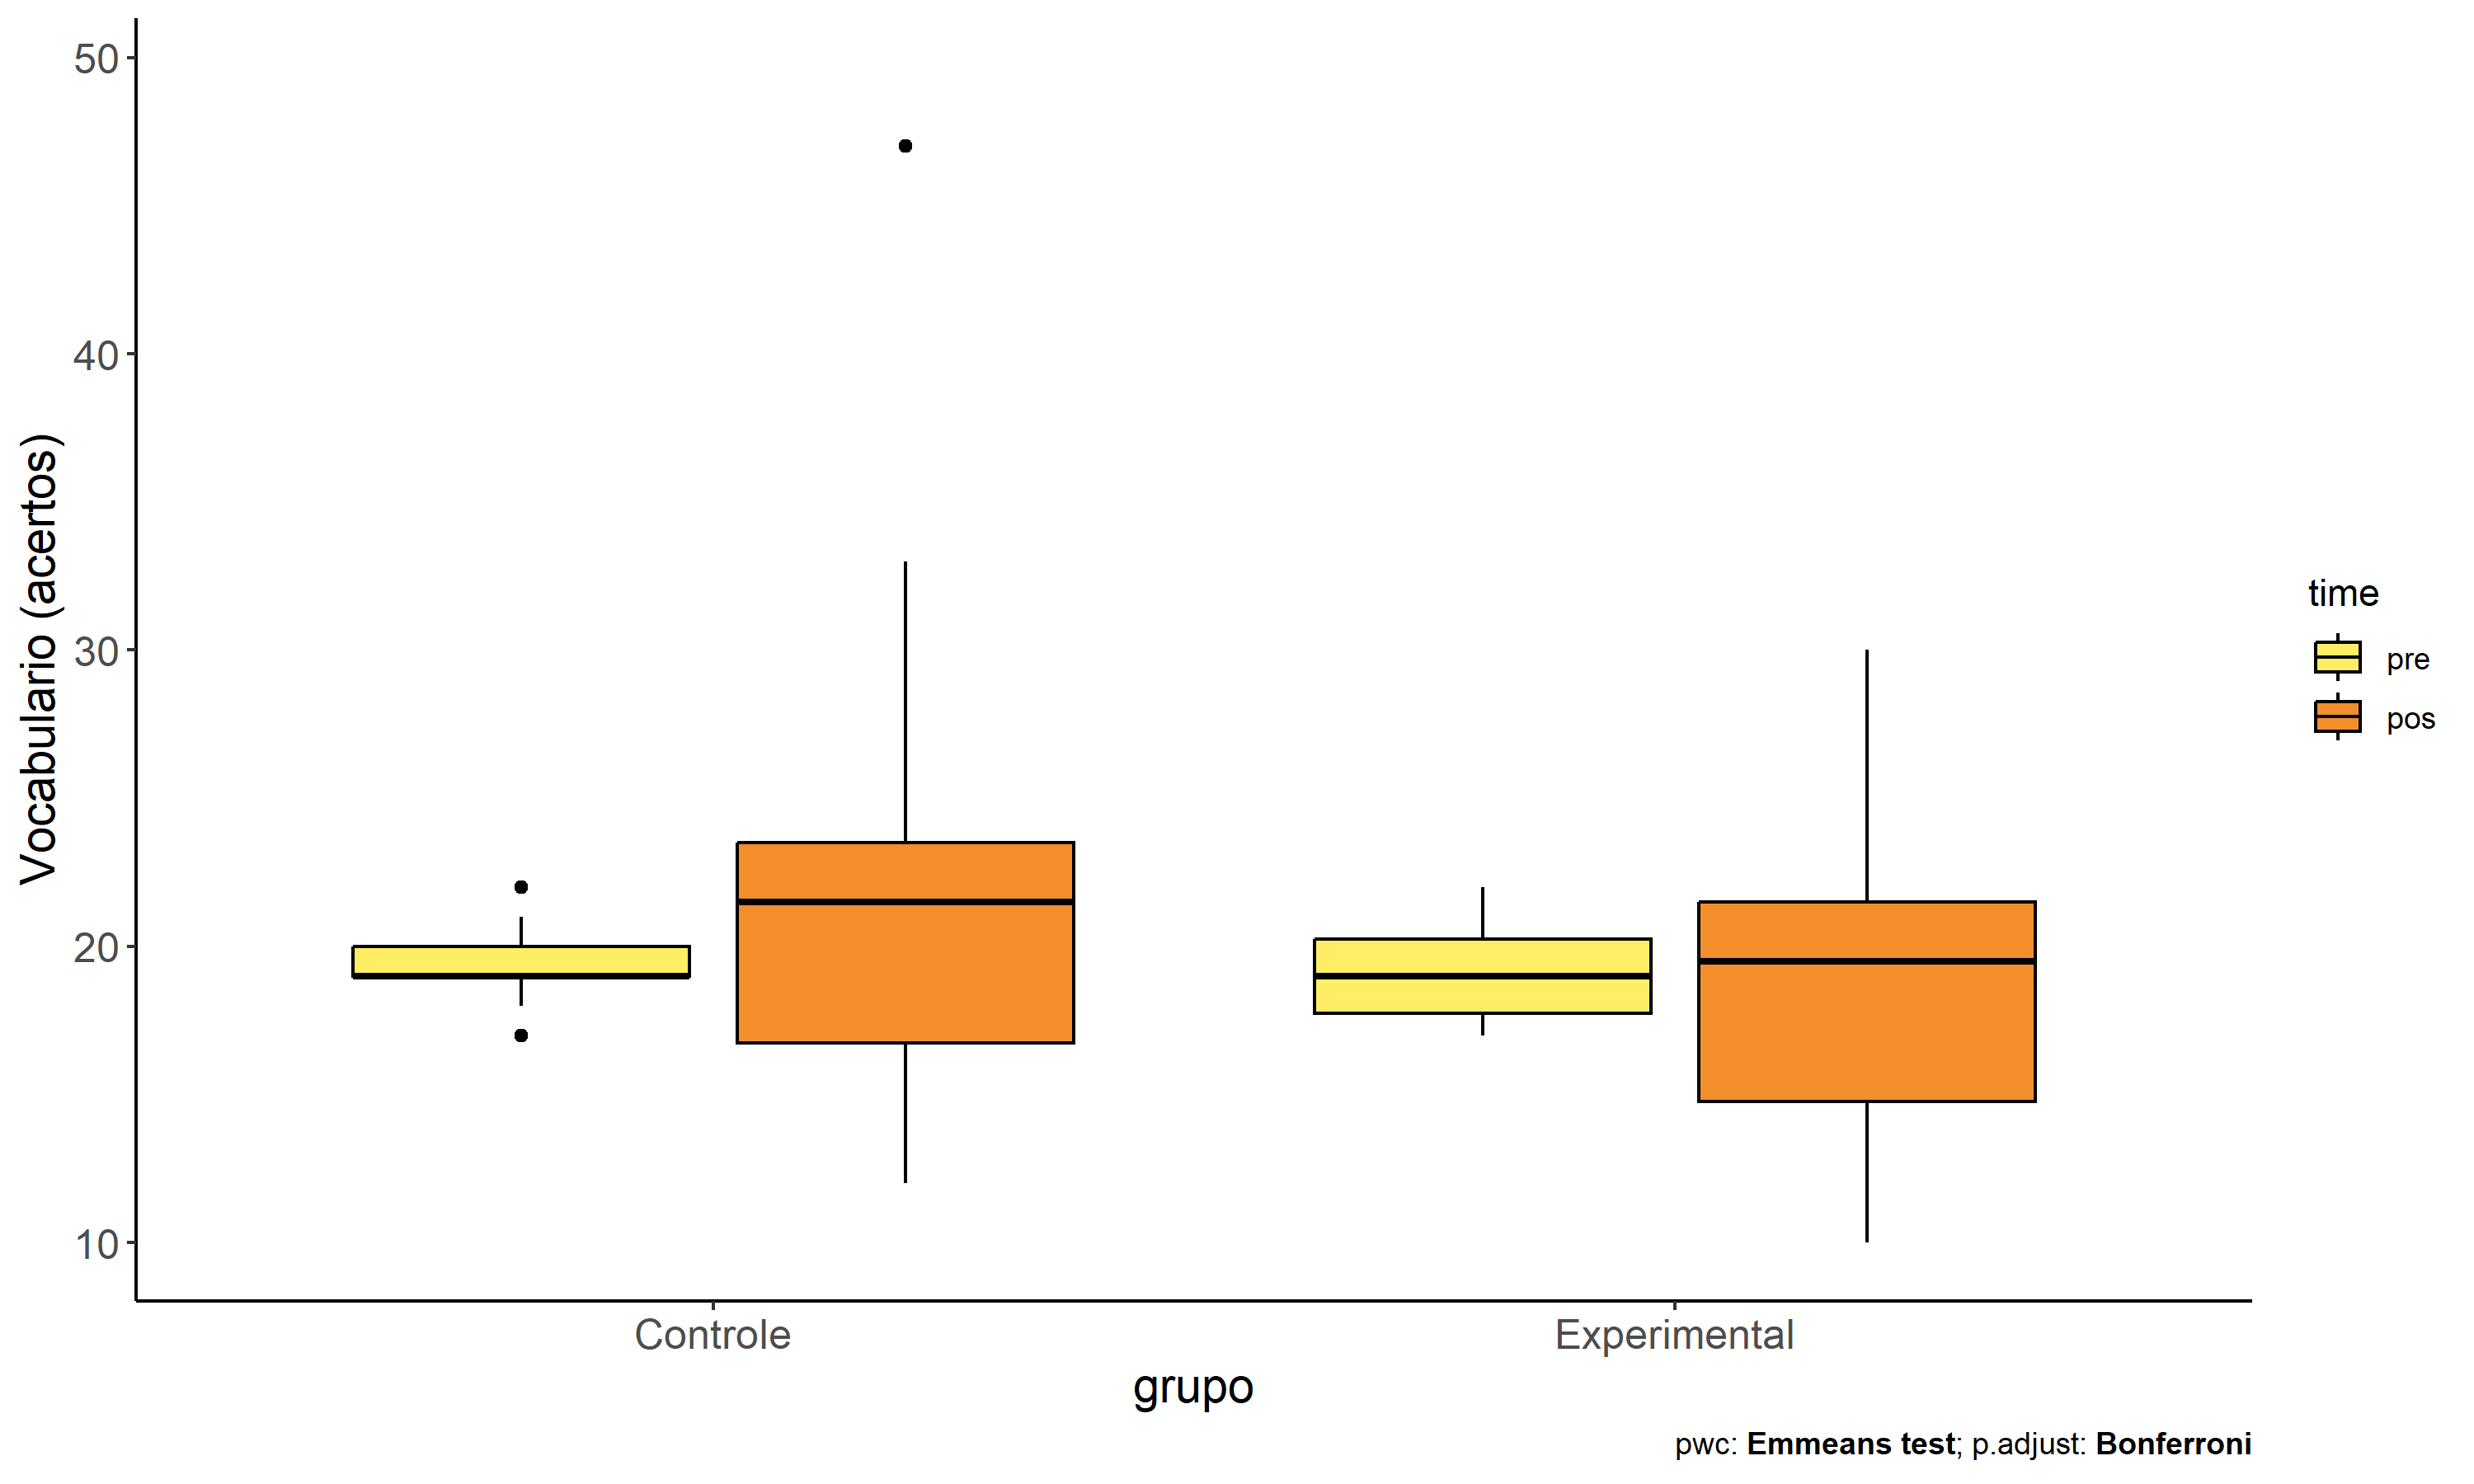 Vocabulario (acertos)
50
40
30
20
10
Controle
Experimental
grupo
time
pre
pos
pwc: Emmeans test; p.adjust: Bonferroni